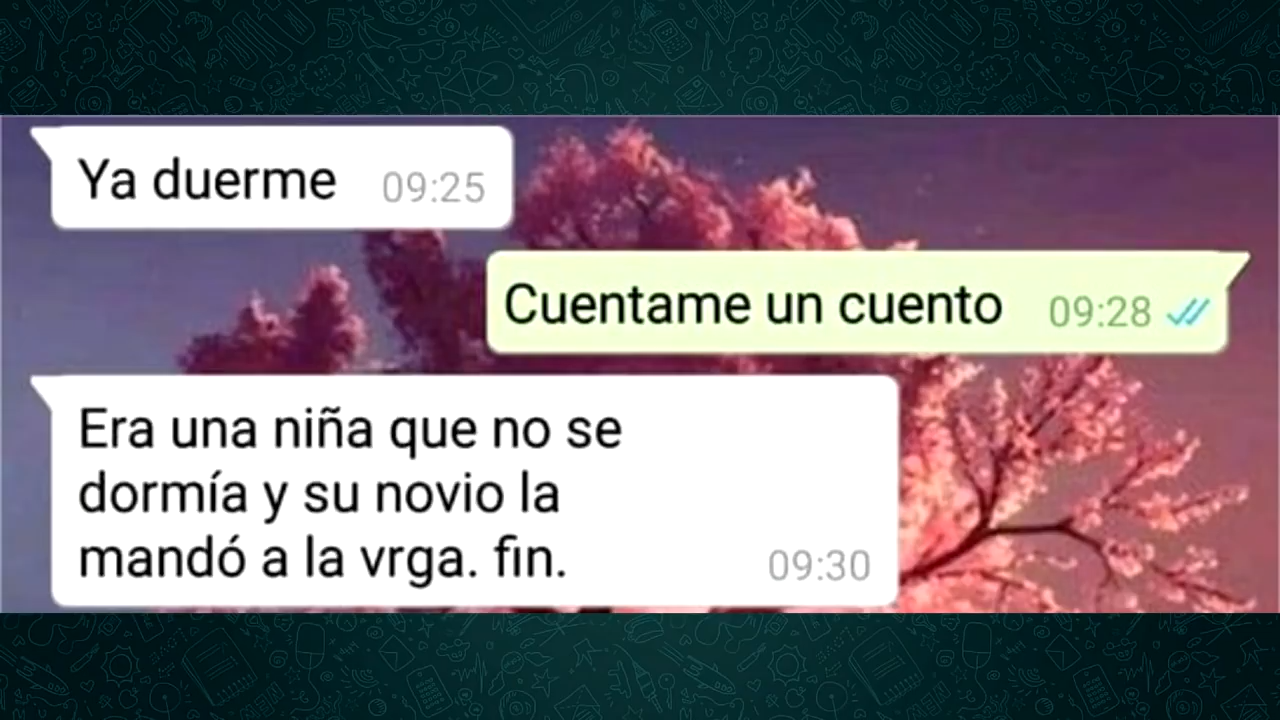 Ya duerme 09:25
Cuentame un cuento 09:28
Era una niña que no se
dormía y su novio la
mandó a la vrga. fin. 09:30